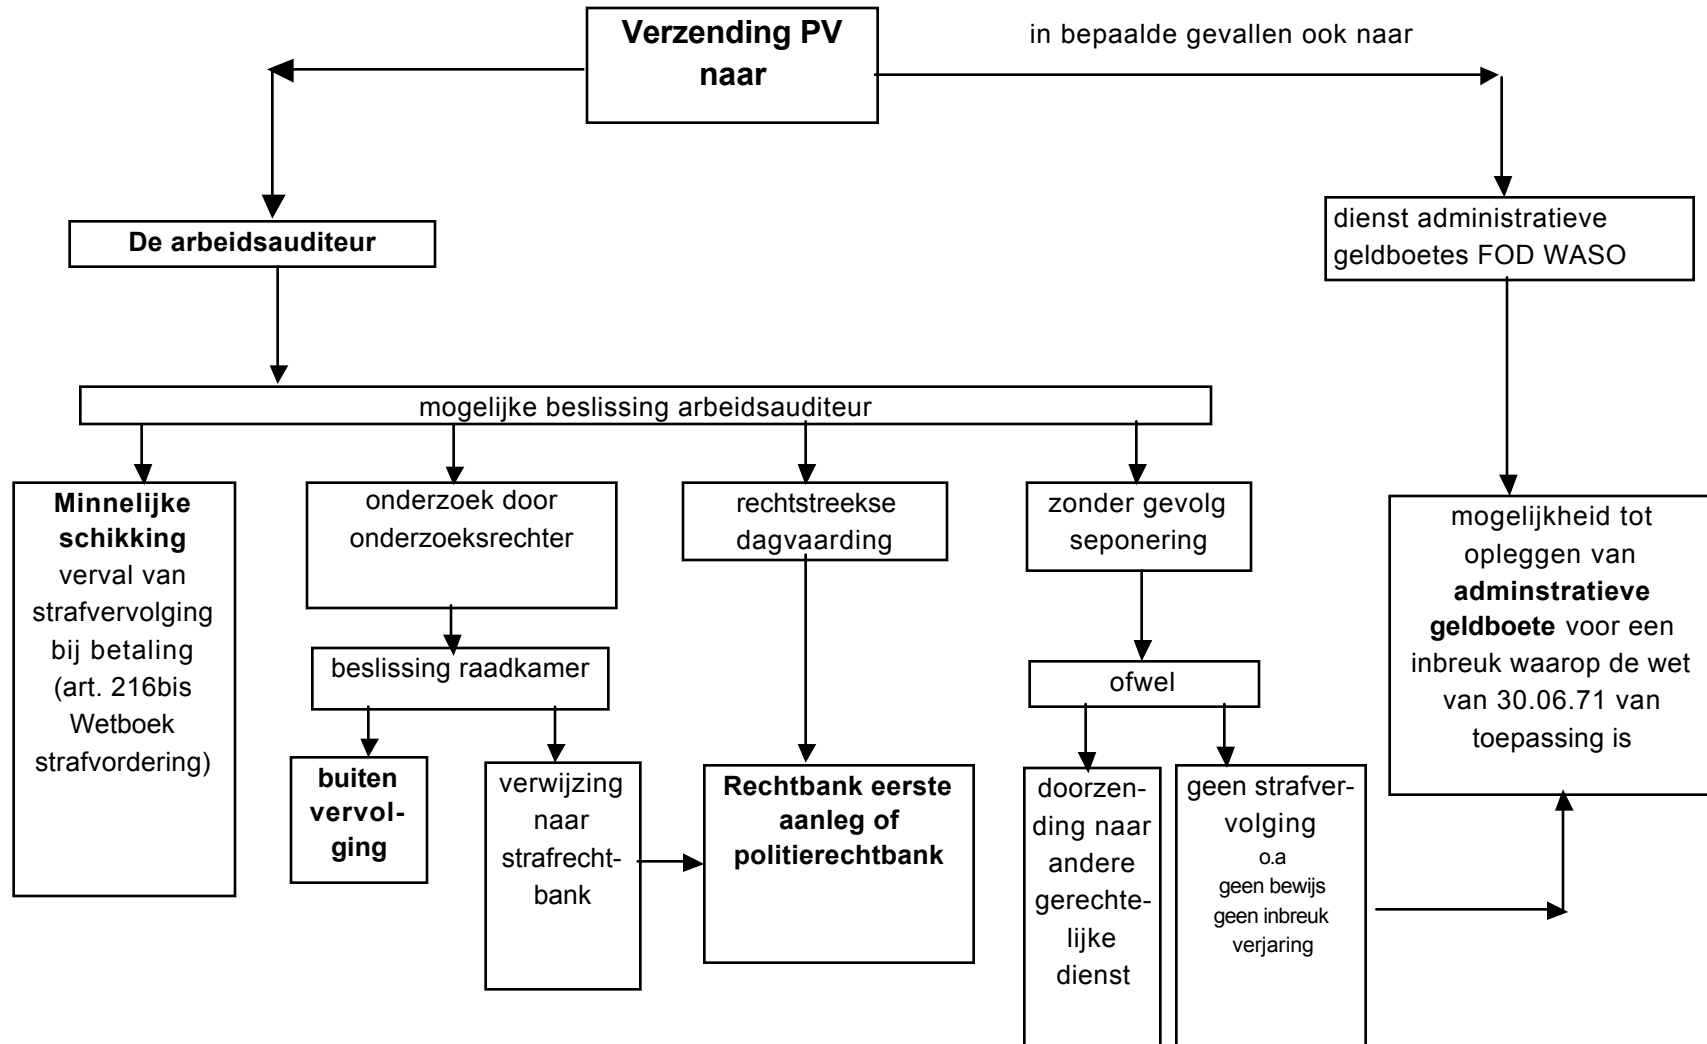 Verzending PV
naar
in bepaalde gevallen ook naar
De arbeidsauditeur
dienst administratieve
geldboetes FOD WASO
mogelijke beslissing arbeidsauditeur
Minnelijke
schikking
verval van
strafvervolging
bij betaling
(art. 216bis
Wetboek
strafvordering)
onderzoek door
onderzoeksrechter
rechtstreekse
dagvaarding
zonder gevolg
seponering
mogelijkheid tot
opleggen van
adminstratieve
geldboete voor een
inbreuk waarop de wet
van 30.06.71 van
toepassing is
beslissing raadkamer
ofwel
buiten
vervol-
ging
verwijzing
naar
strafrecht-
bank
Rechtbank eerste
aanleg of
politierechtbank
doorzen-
ding naar
andere
gerechte-
lijke
dienst
geen strafver-
volging
o.a
geen bewijs
geen inbreuk
verjaring